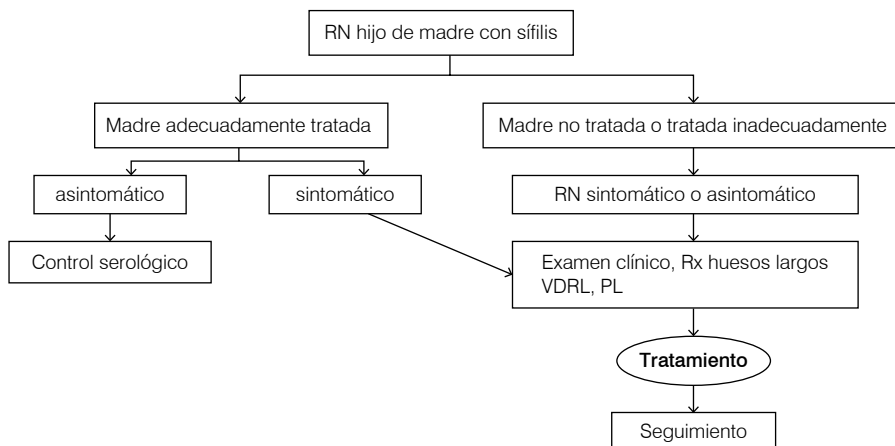 RN hijo de madre con sífilis
Madre adecuadamente tratada
Madre no tratada o tratada inadecuadamente
asintomático
sintomático
RN sintomático o asintomático
Control serológico
Examen clínico, Rx huesos largos
VDRL, PL
Tratamiento
Seguimiento